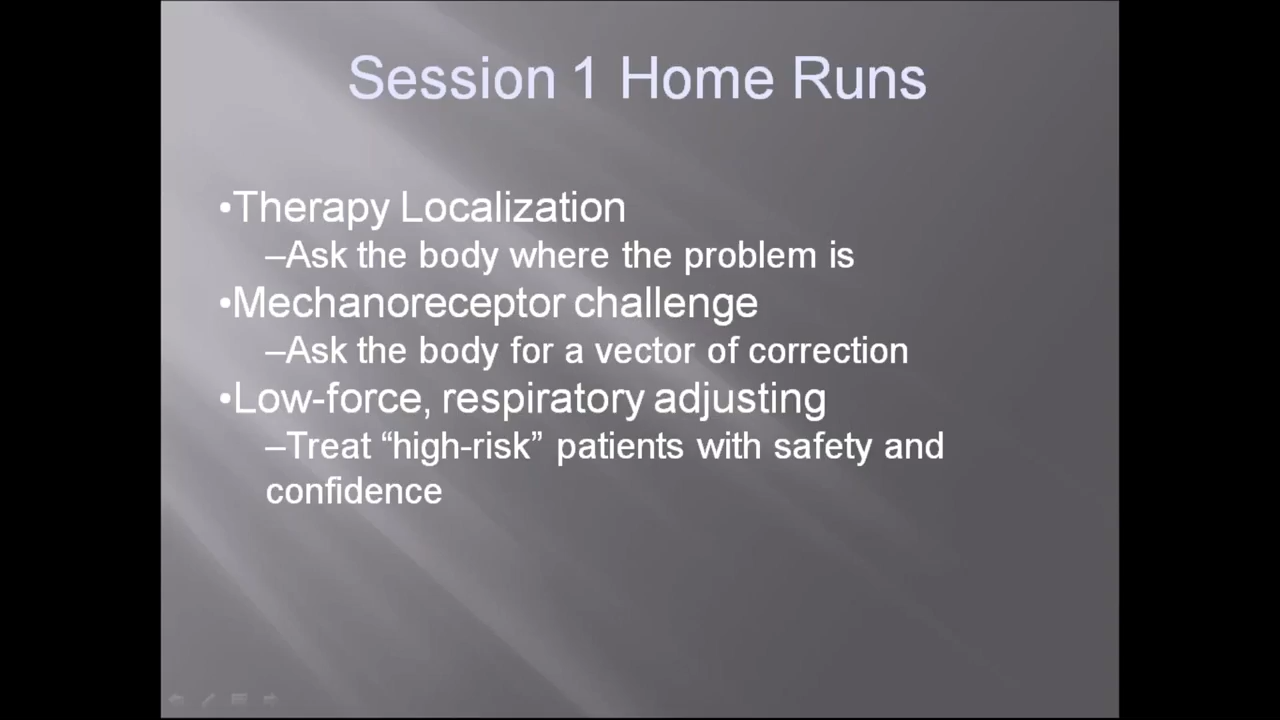 Session 1 Home Runs
•Therapy Localization
–Ask the body where the problem is
•Mechanoreceptor challenge
–Ask the body for a vector of correction
•Low-force, respiratory adjusting
–Treat “high-risk” patients with safety and
confidence